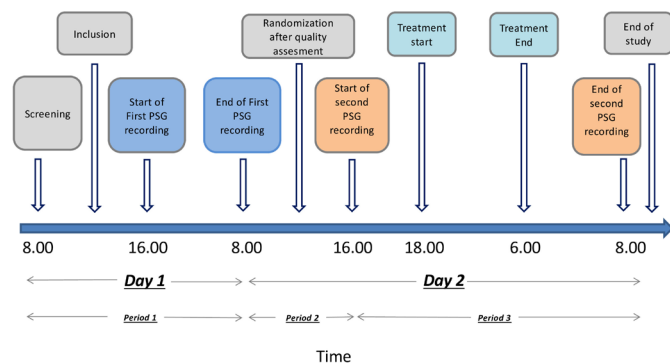 Inclusion
Randomization
after quality
assesment
Treatment
start
Treatment
End
End of
study
Screening
Start of
First PSG
recording
End of First
PSG
recording
Start of
second
PSG
recording
End of
second PSG
recording
8.00 16.00 8.00 16.00 18.00 6.00 8.00
Day 1 Day 2
Period 1 Period 2 Period 3
Time